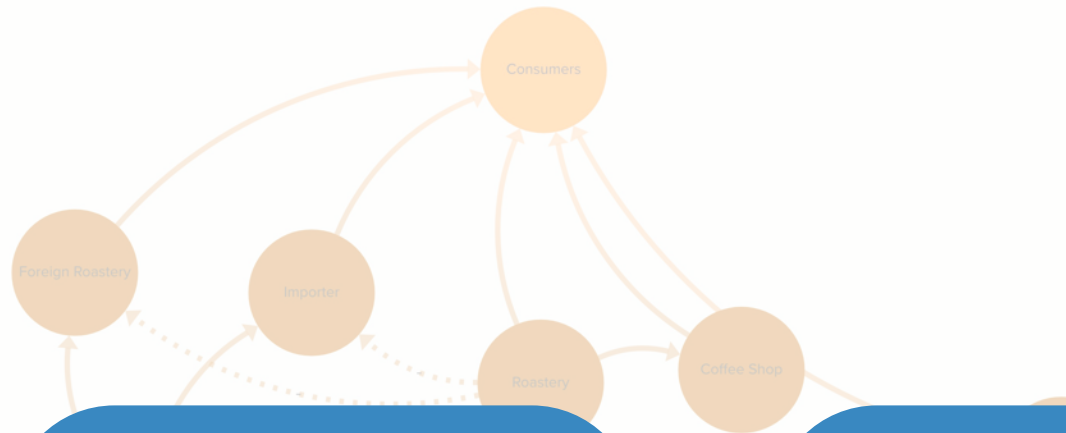 Consumers
Foreign Roastery
Importer
Coffee Shop
Roastery